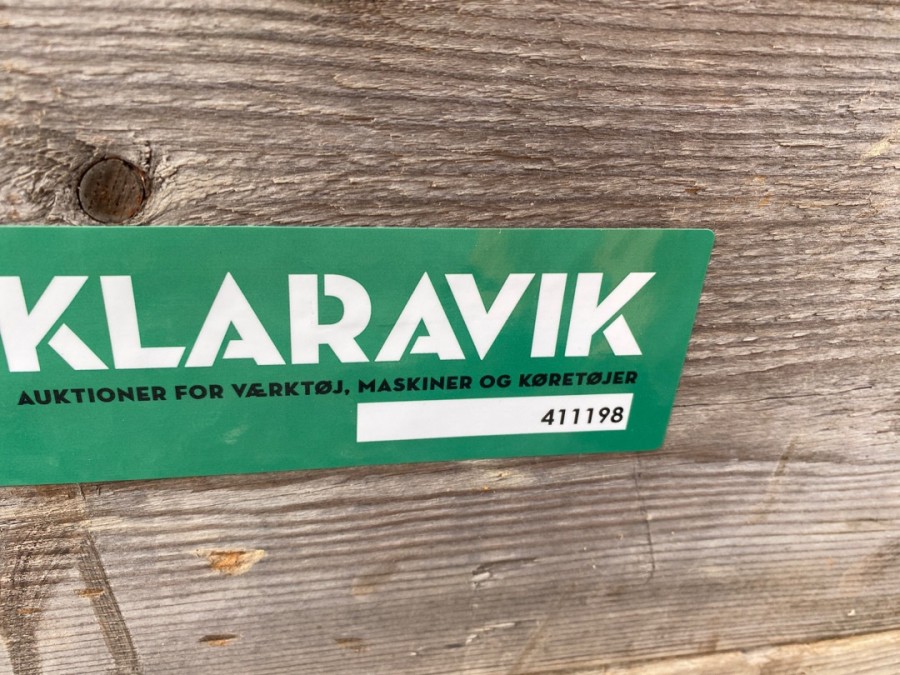 KLARAVIK
AUKTIONER FOR VÆRKTØJ, MASKINER OG KØRETØJER
411198